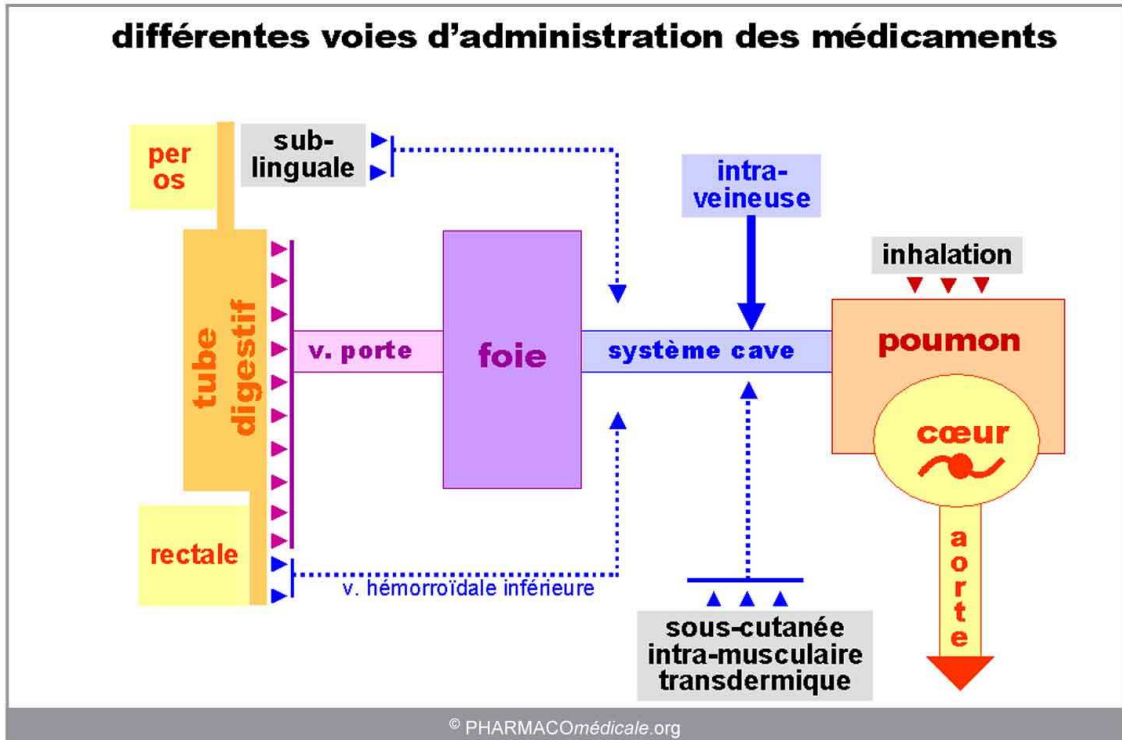 différentes voies d’administration des médicaments
per
os
sub-
linguale
intra-
veineuse
inhalation
tube
digestif
v. porte
foie
système cave
poumon
cœur
rectale
v. hémorroïdale inférieure
sous-cutanée
intra-musculaire
transdermique
aorte
© PHARMACOmédicale.org